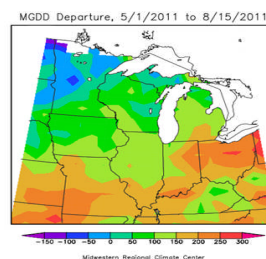 MGDD Departure, 5/1/2011 to 8/15/2011
-150 -100 -50 0 50 100 150 200 250 300
Midwestern Regional Climate Center